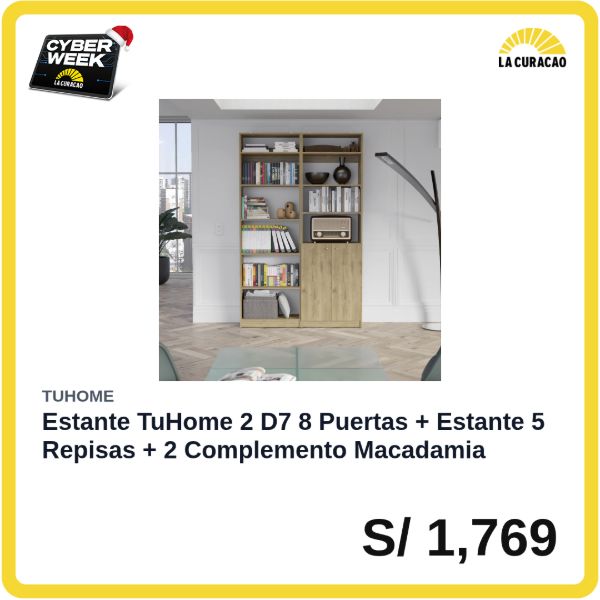 CYBER
WEEK
LA CURACAO
LA CURACAO
TUHOME
Estante TuHome 2 D7 8 Puertas + Estante 5
Repisas + 2 Complemento Macadamia
S/ 1,769